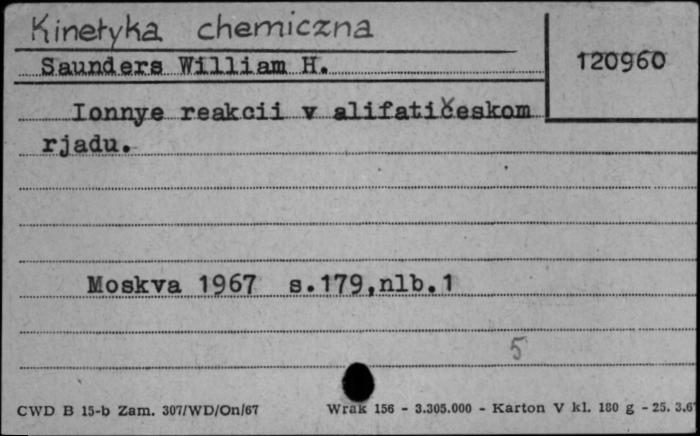 Kinetyka chemiczna
Saunders William H.
120960
Ionnye reakcii v alifatičeskom
rjadu.
Moskva 1967 s.179,nlb.1
5
CWD B 15-b Zam. 307/WD/On/67
Wrak 156 - 3.305.000 - Karton V kl. 180 g - 25. 3.67